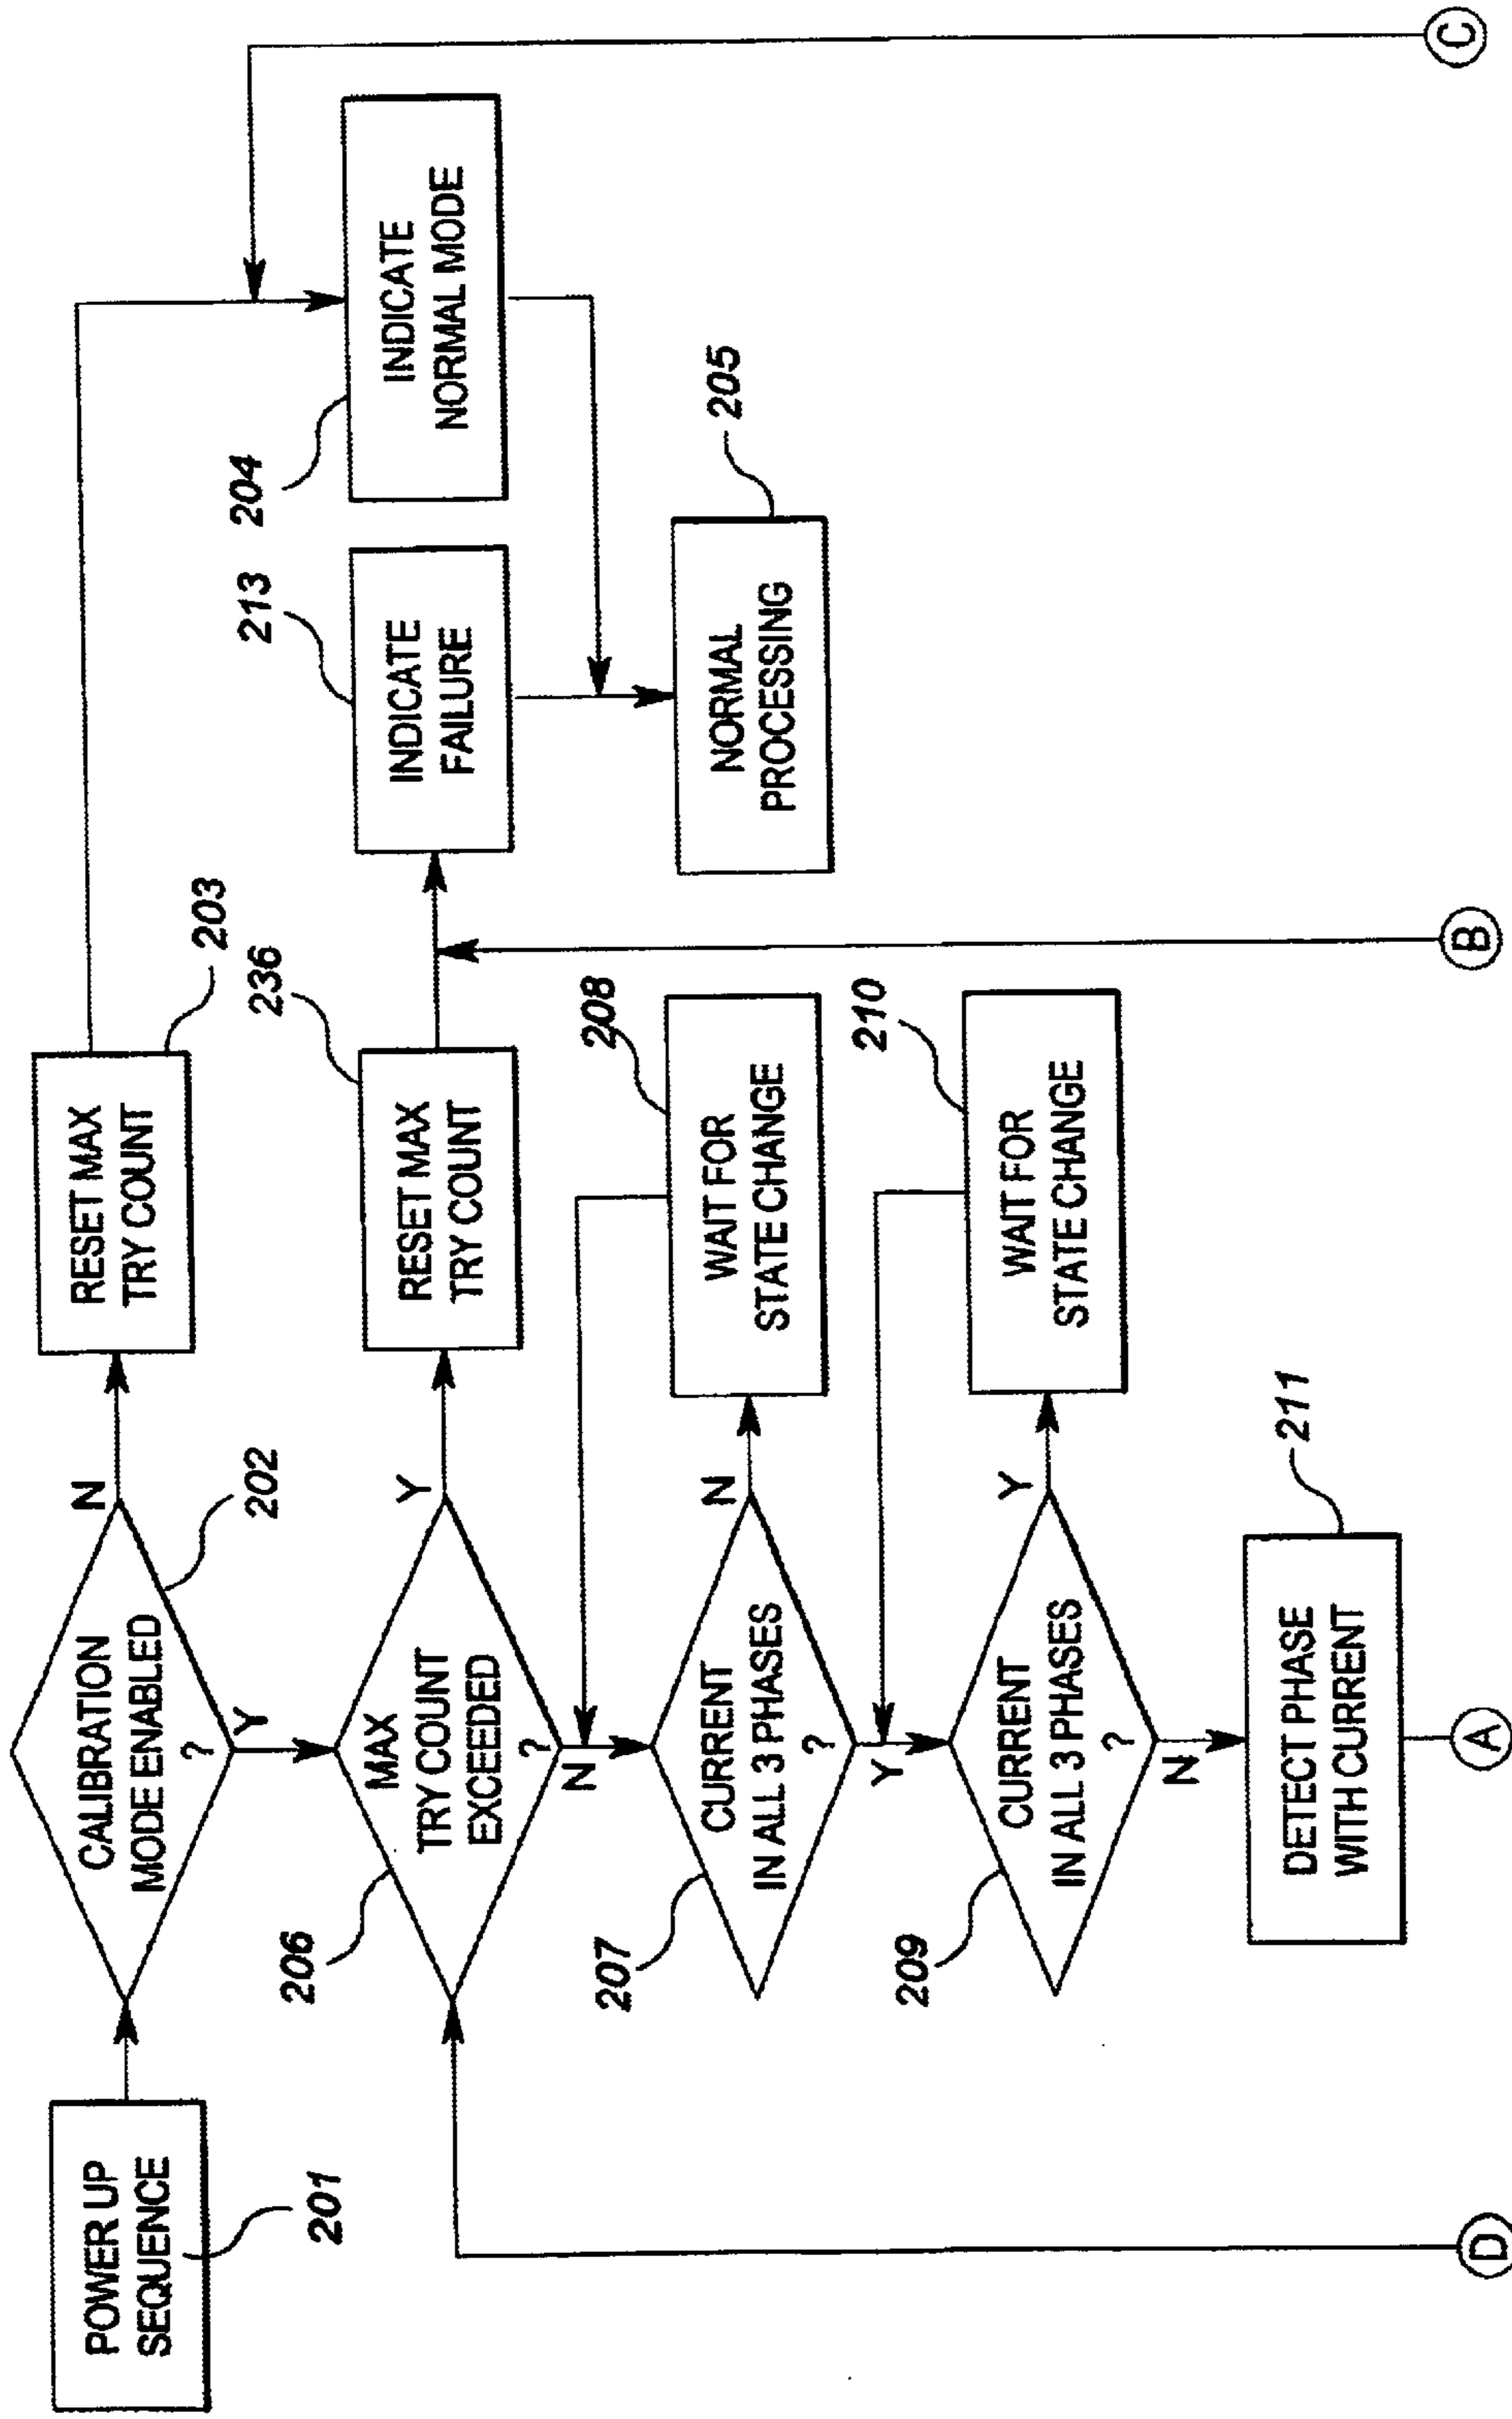 POWER UP
SEQUENCE
201
CALIBRATION
MODE ENABLED
?
202
N
Y
RESET MAX
TRY COUNT
203
MAX
TRY COUNT
EXCEEDED
?
206
Y
N
RESET MAX
TRY COUNT
236
INDICATE
FAILURE
213
INDICATE
NORMAL MODE
204
CURRENT
IN ALL 3 PHASES
?
207
N
Y
WAIT FOR
STATE CHANGE
208
NORMAL
PROCESSING
205
CURRENT
IN ALL 3 PHASES
?
209
Y
N
WAIT FOR
STATE CHANGE
210
DETECT PHASE
WITH CURRENT
211
D
A
B
C